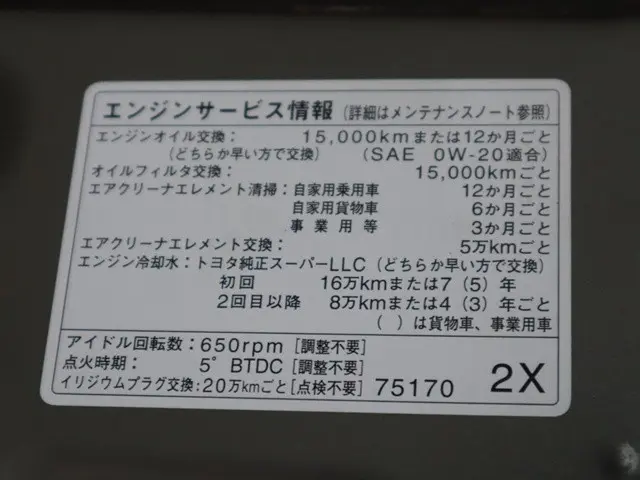 エンジンサービス情報 (詳細はメンテナンスノート参照)
エンジンオイル交換: 15,000kmまたは12か月ごと
(どちらか早い方で交換) (SAE 0W-20適合)
オイルフィルタ交換: 15,000kmごと
エアクリーナエレメント清掃:自家用乗用車 12か月ごと
自家用貨物車 6か月ごと
事業用等 3か月ごと
エアクリーナエレメント交換: 5万kmごと
エンジン冷却水:トヨタ純正スーパーLLC (どちらか早い方で交換)
初回 16万kmまたは7 (5) 年
2回目以降 8万kmまたは4 (3) 年ごと
( )は貨物車、事業用車
アイドル回転数:650rpm [調整不要]
点火時期: 5° BTDC [調整不要]
イリジウムプラグ交換:20万kmごと[点検不要] 75170 2X